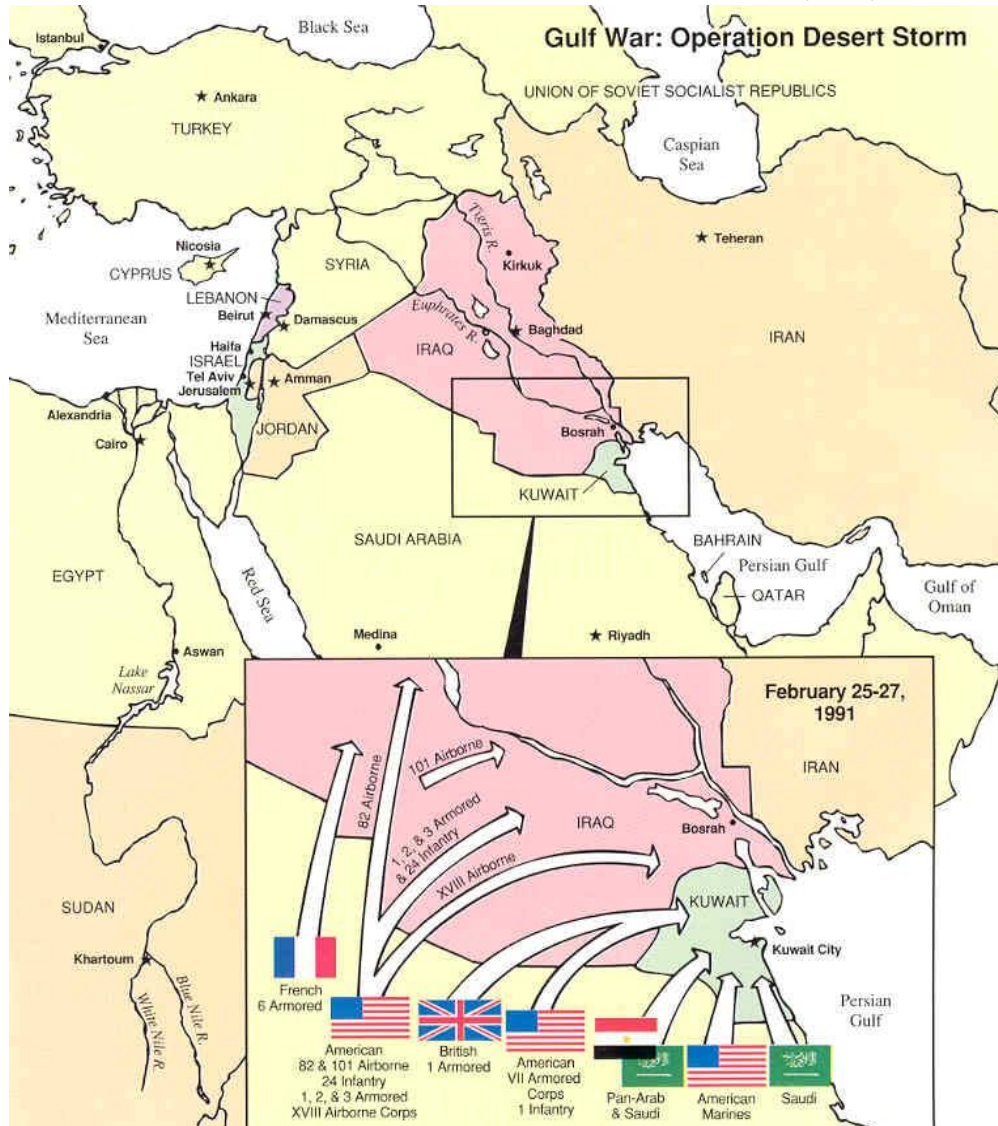 Gulf War: Operation Desert Storm
Black Sea
Istanbul
UNION OF SOVIET SOCIALIST REPUBLICS
Ankara
TURKEY
Caspian
Sea
Tigris R.
Teheran
Nicosia
CYPRUS
SYRIA
Kirkuk
LEBANON
Beirut
Damascus
Euphrates R.
Baghdad
Mediterranean
Sea
IRAQ
IRAN
Haifa
ISRAEL
Tel Aviv
Jerusalem
Amman
Alexandria
JORDAN
Bosrah
Cairo
KUWAIT
SAUDI ARABIA
BAHRAIN
Persian Gulf
EGYPT
Red Sea
QATAR
Gulf of
Oman
Medina
Riyadh
Aswan
Lake
Nassar
SUDAN
Khartoum
White Nile R
Blue Nile R.
February 25-27,
1991
82 Airborne
101 Airborne
IRAN
1, 2, & 3 Armored
& 24 Infantry
IRAQ
Bosrah
XVIII Airborne
KUWAIT
Kuwait City
Persian
Gulf
French
6 Armored
American
82 & 101 Airborne
24 Infantry
1, 2, & 3 Armored
XVIII Airborne Corps
British
1 Armored
American
VII Armored
Corps
1 Infantry
Pan-Arab
& Saudi
American
Marines
Saudi